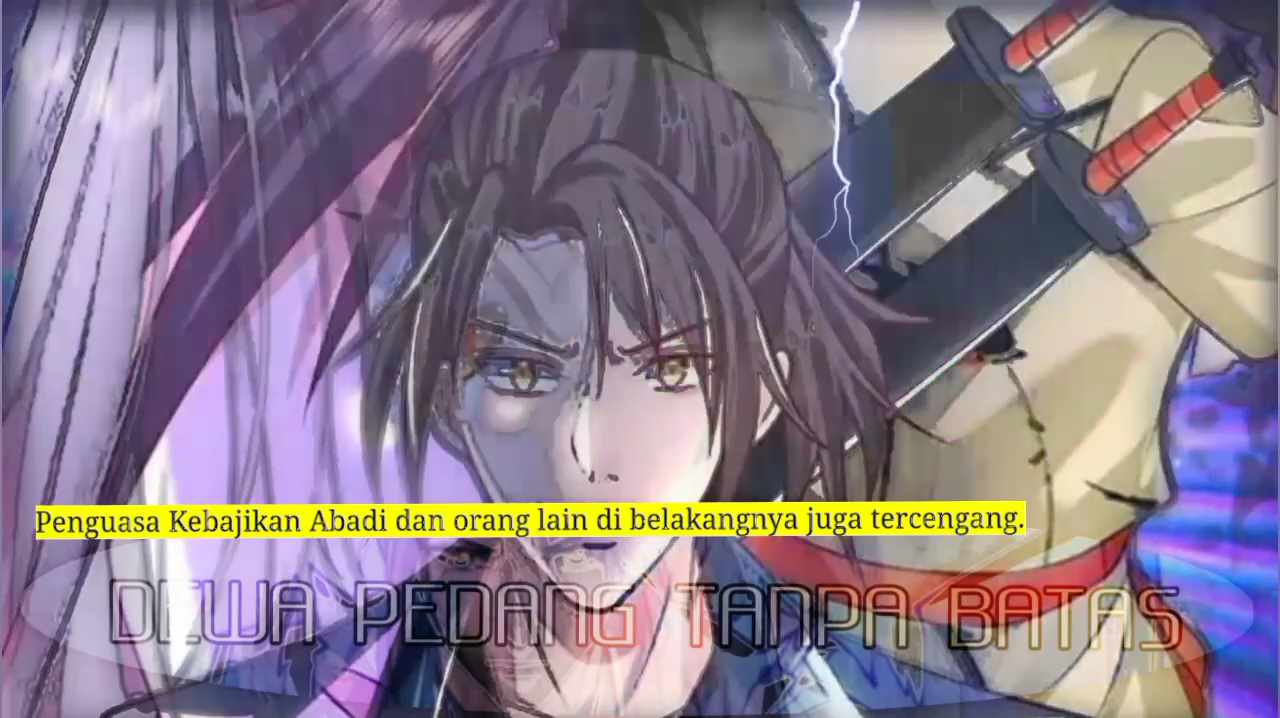 Penguasa Kebajikan Abadi dan orang lain di belakangnya juga tercengang.
DEWA PEDANG TANPA BATAS